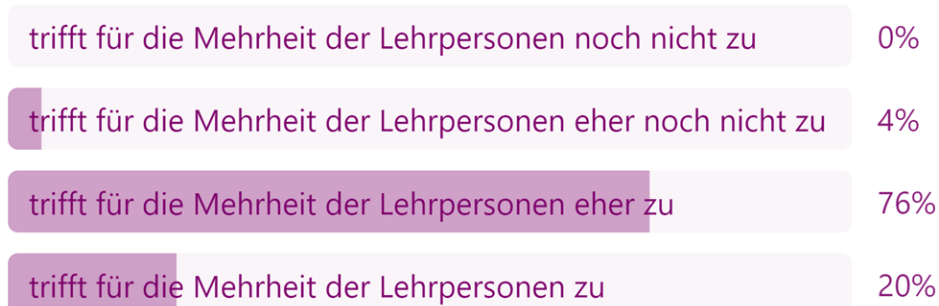 trifft für die Mehrheit der Lehrpersonen noch nicht zu 0%
trifft für die Mehrheit der Lehrpersonen eher noch nicht zu 4%
trifft für die Mehrheit der Lehrpersonen eher zu 76%
trifft für die Mehrheit der Lehrpersonen zu 20%